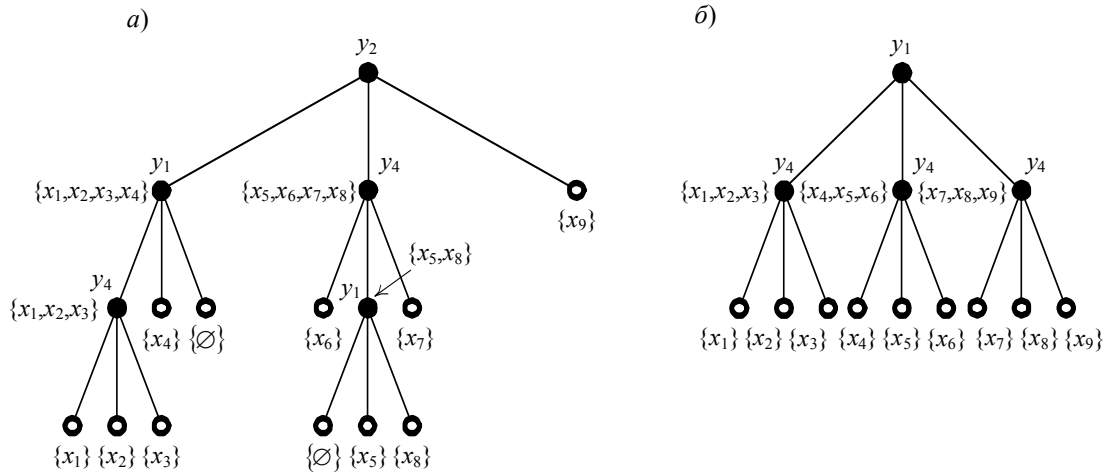 а)
y₂
y₁
{x₁,x₂,x₃,x₄}
y₄
{x₅,x₆,x₇,x₈}
{x₉}
y₄
{x₁,x₂,x₃}
{x₄}
{∅}
{x₆}
y₁
{x₅,x₈}
{x₇}
{x₁}
{x₂}
{x₃}
{∅}
{x₅}
{x₈}
б)
y₁
y₄
{x₁,x₂,x₃}
y₄
{x₄,x₅,x₆}
y₄
{x₇,x₈,x₉}
{x₁}
{x₂}
{x₃}
{x₄}
{x₅}
{x₆}
{x₇}
{x₈}
{x₉}